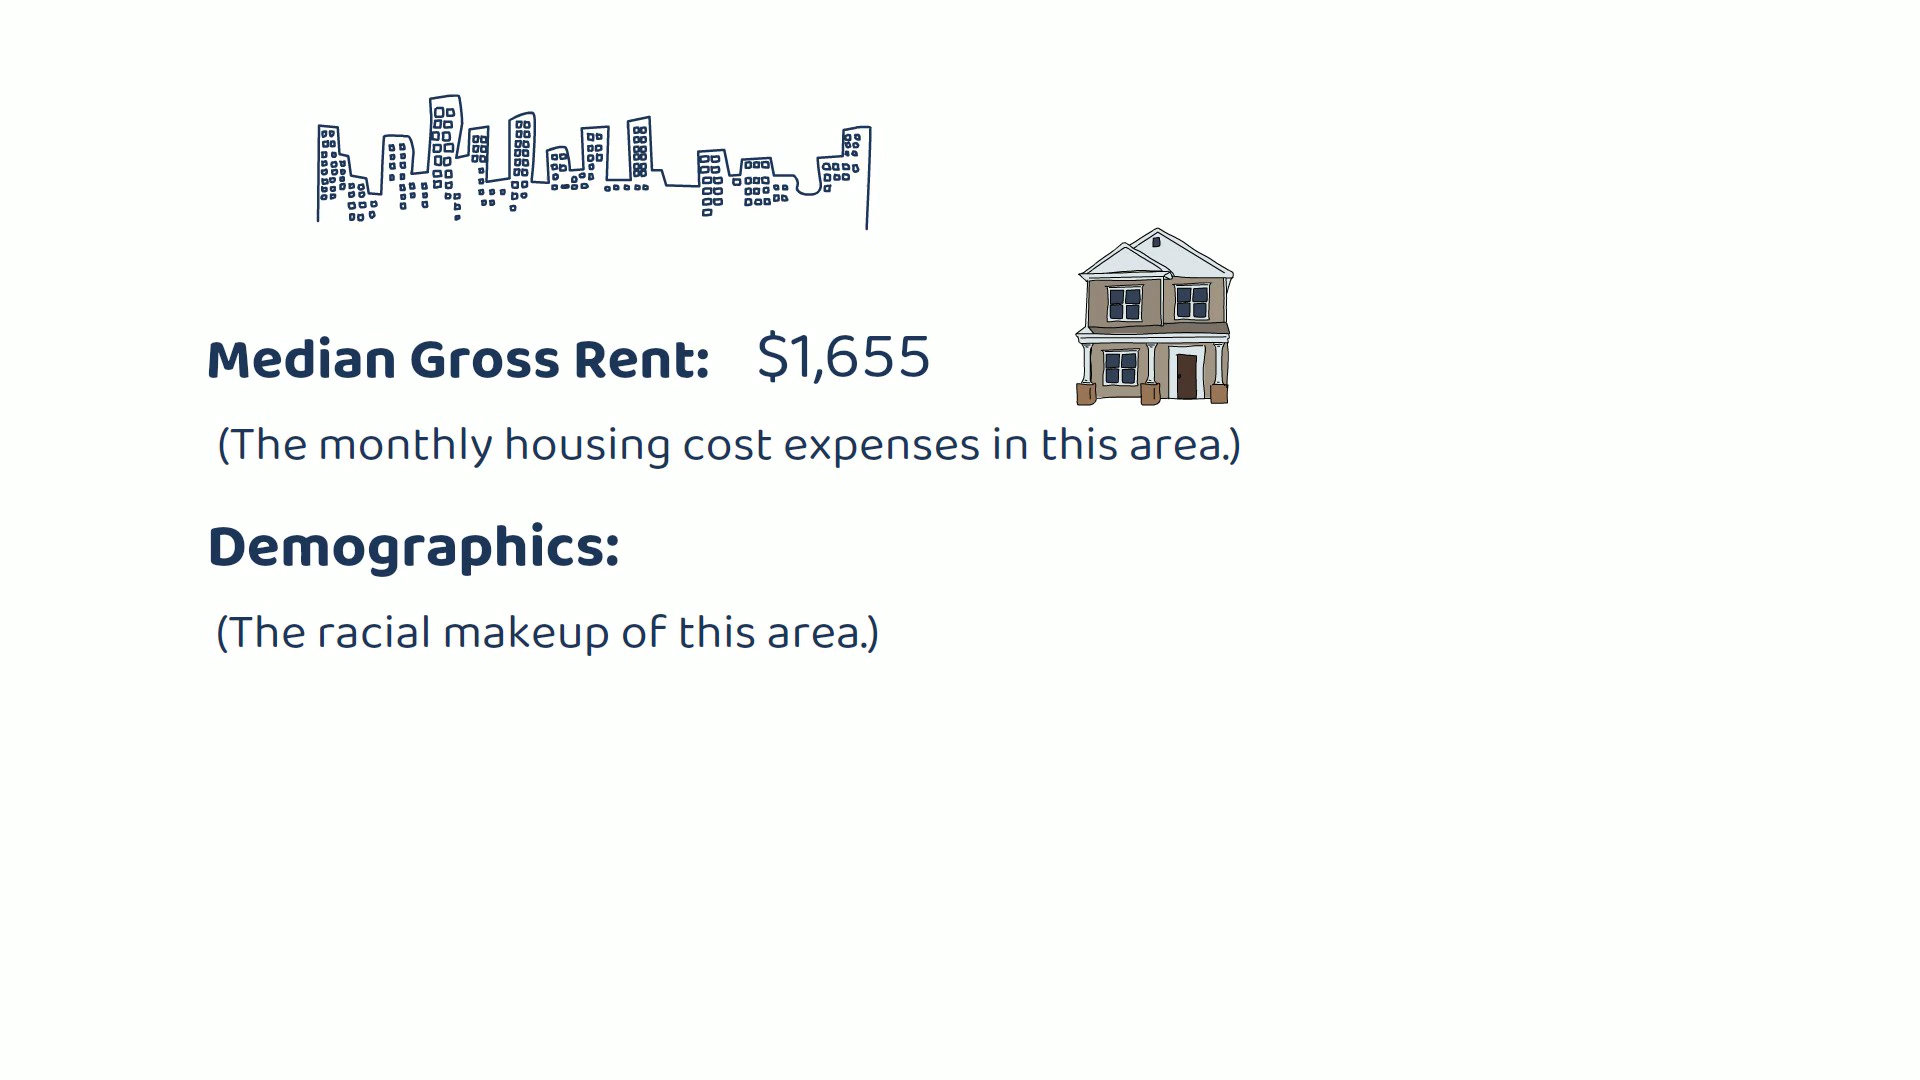 Median Gross Rent: $1,655
(The monthly housing cost expenses in this area.)
Demographics:
(The racial makeup of this area.)